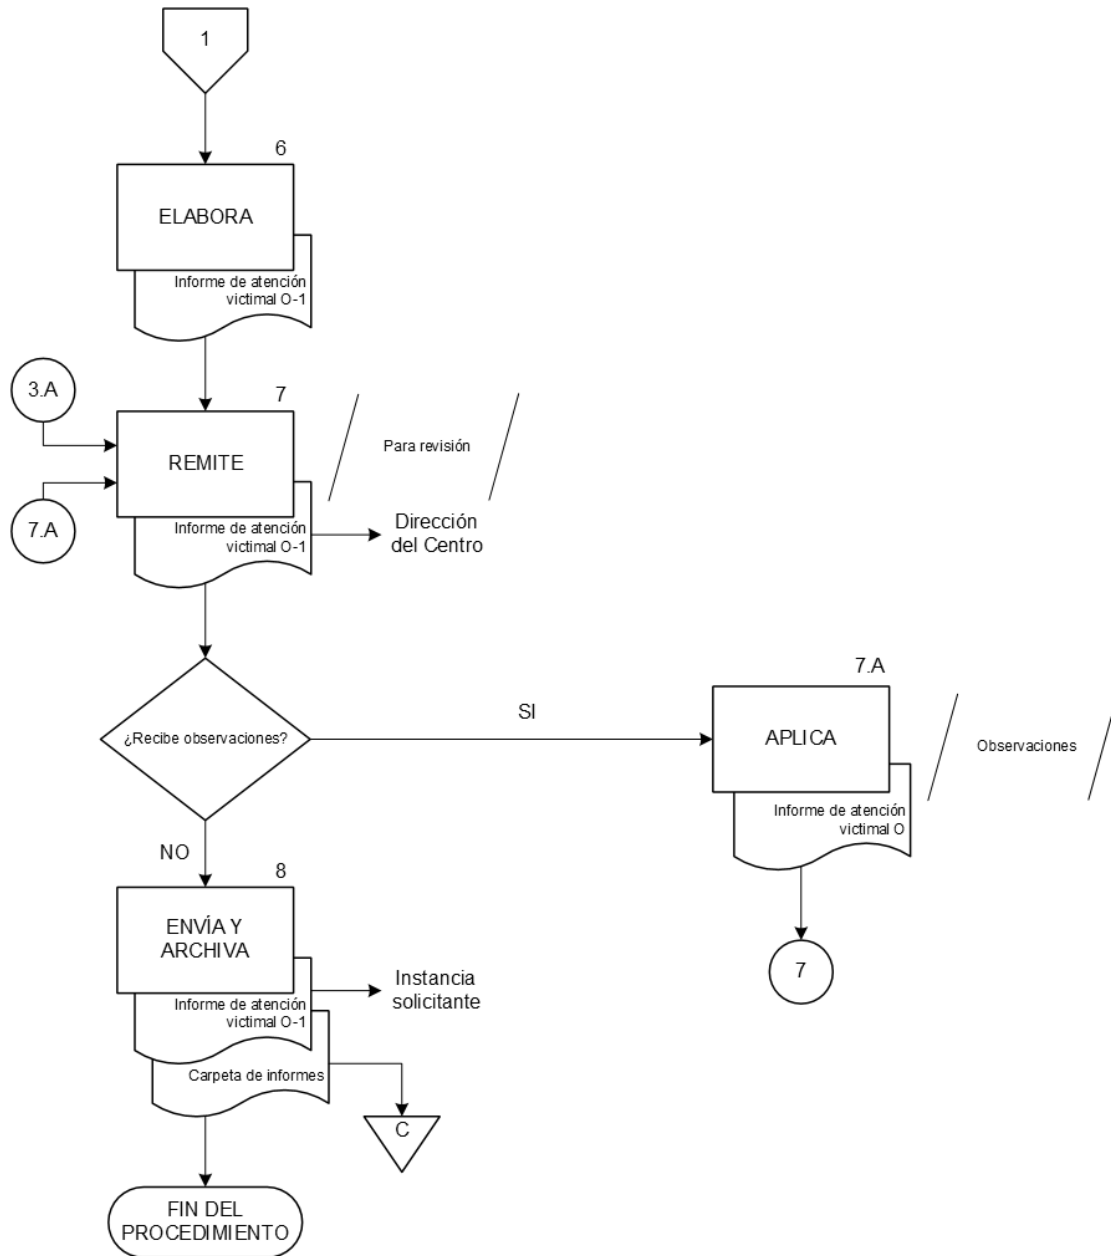 1
6
ELABORA
Informe de atención
victimal O-1
3.A
7
REMITE
Para revisión
7.A
Informe de atención
victimal O-1
Dirección
del Centro
¿Recibe observaciones?
SI
7.A
APLICA
Observaciones
Informe de atención
victimal O
7
NO
8
ENVÍA Y
ARCHIVA
Informe de atención
victimal O-1
Instancia
solicitante
Carpeta de informes
C
FIN DEL
PROCEDIMIENTO